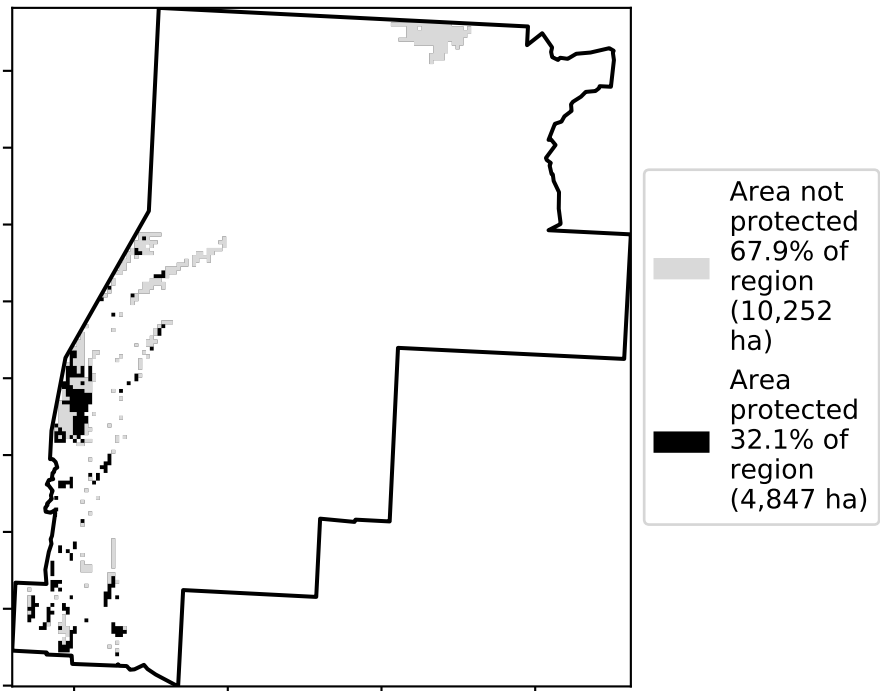 Area not
protected
67.9% of
region
(10,252
ha)
Area
protected
32.1% of
region
(4,847 ha)